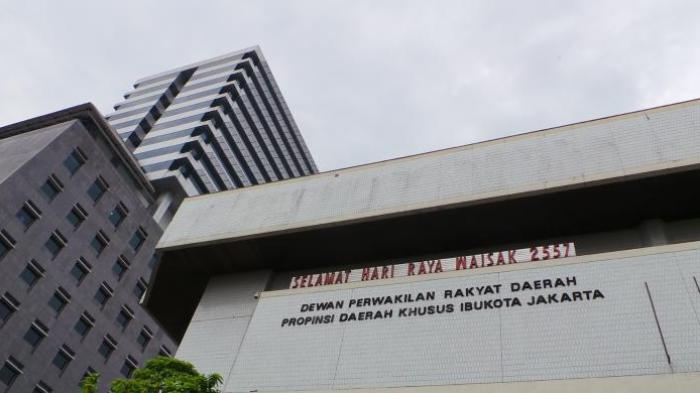 SELAMAT HARI RAYA WAISAK 2557
DEWAN PERWAKILAN RAKYAT DAERAH
PROPINSI DAERAH KHUSUS IBUKOTA JAKARTA